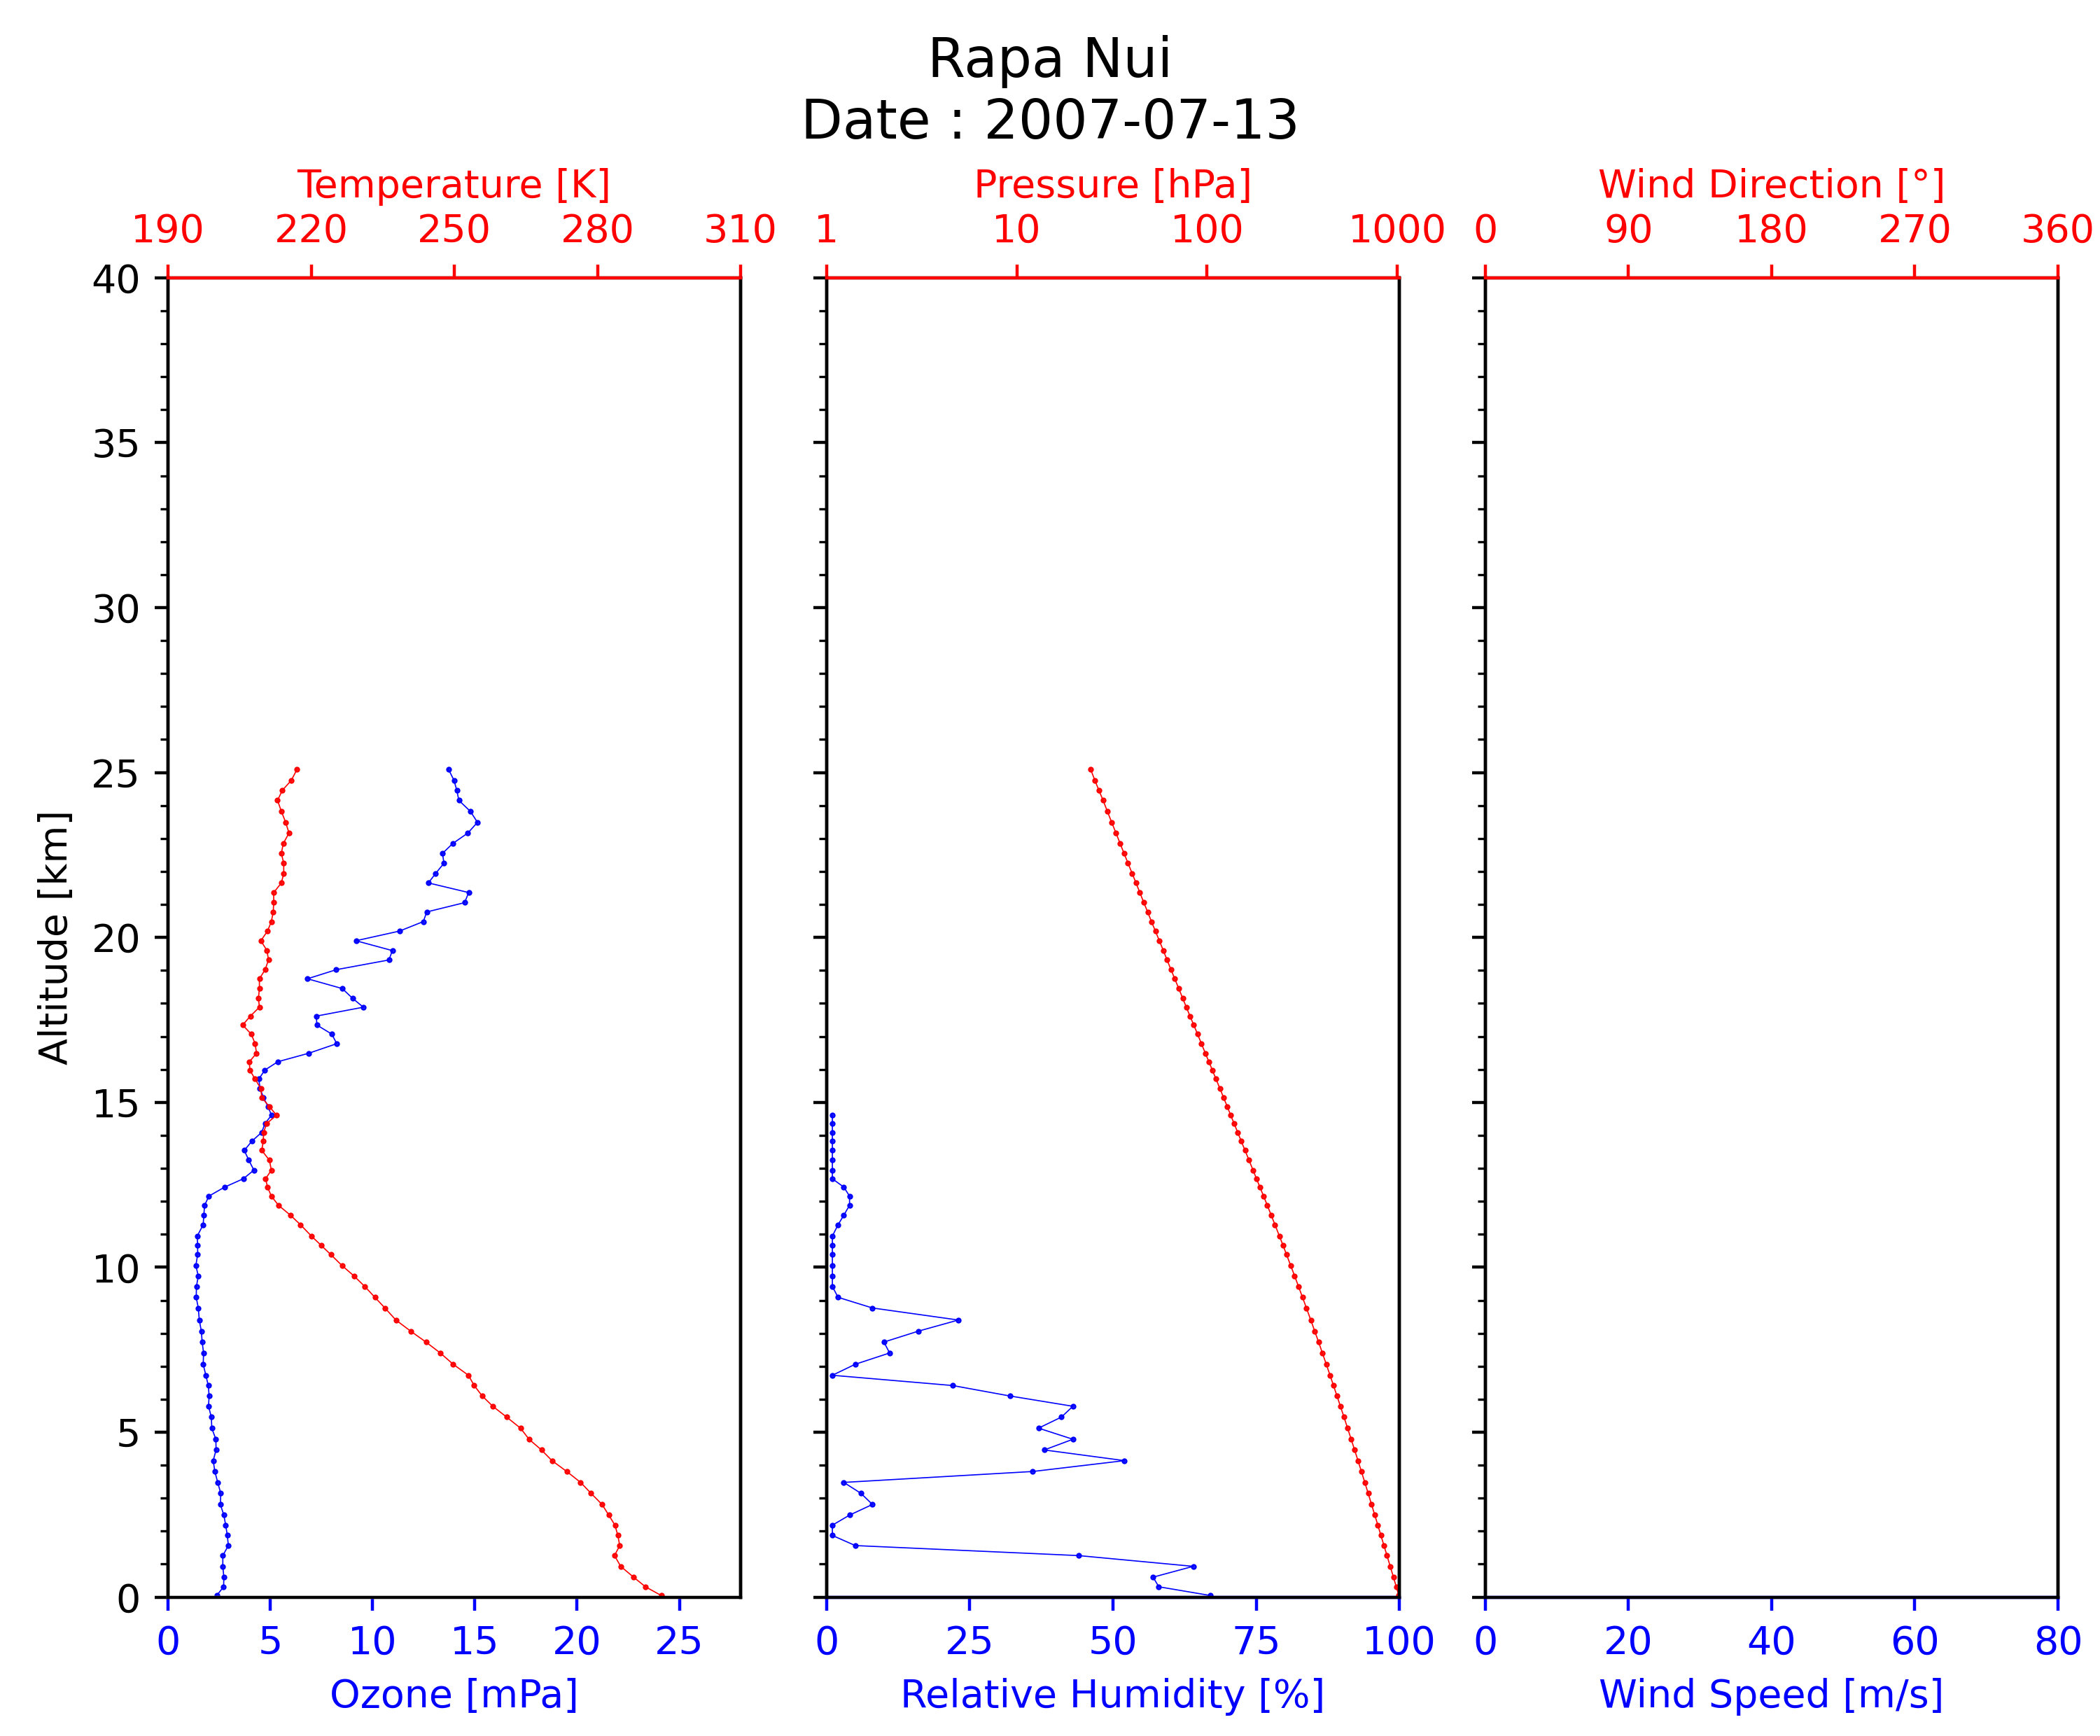 Rapa Nui
Date : 2007-07-13
Temperature [K]
190 220 250 280 310
Pressure [hPa]
1 10 100 1000
Wind Direction [°]
0 90 180 270 360
Altitude [km]
40
35
30
25
20
15
10
5
0
0 5 10 15 20 25
Ozone [mPa]
0 25 50 75 100
Relative Humidity [%]
0 20 40 60 80
Wind Speed [m/s]